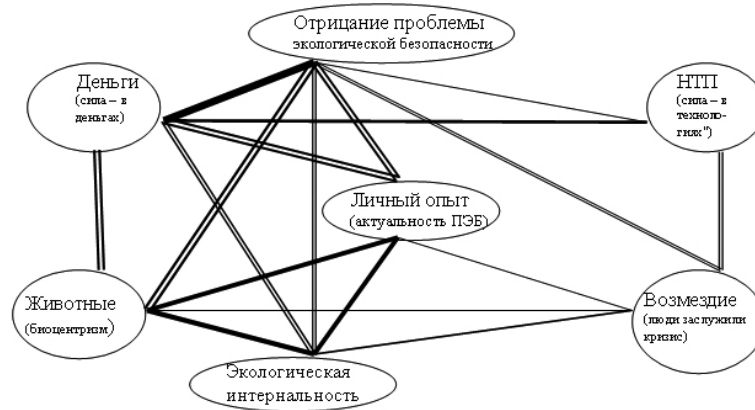 Отрицание проблемы
экологической безопасности
Деньги
(сила – в
деньгах)
НТП
(сила – в
техноло-
гиях")
Личный опыт
(актуальность ПЭБ)
Животные
(биоцентризм)
Возмездие
(люди заслужили
кризис)
Экологическая
интернальность